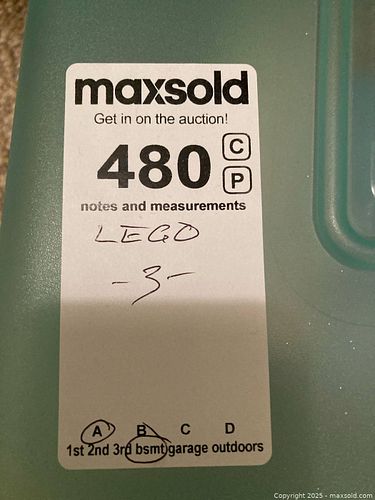 maxsold
Get in on the auction!
480 C P
notes and measurements
LEGO
-3-
A B C D
1st 2nd 3rd bsmt garage outdoors
Copyright 2025 - maxsold.com